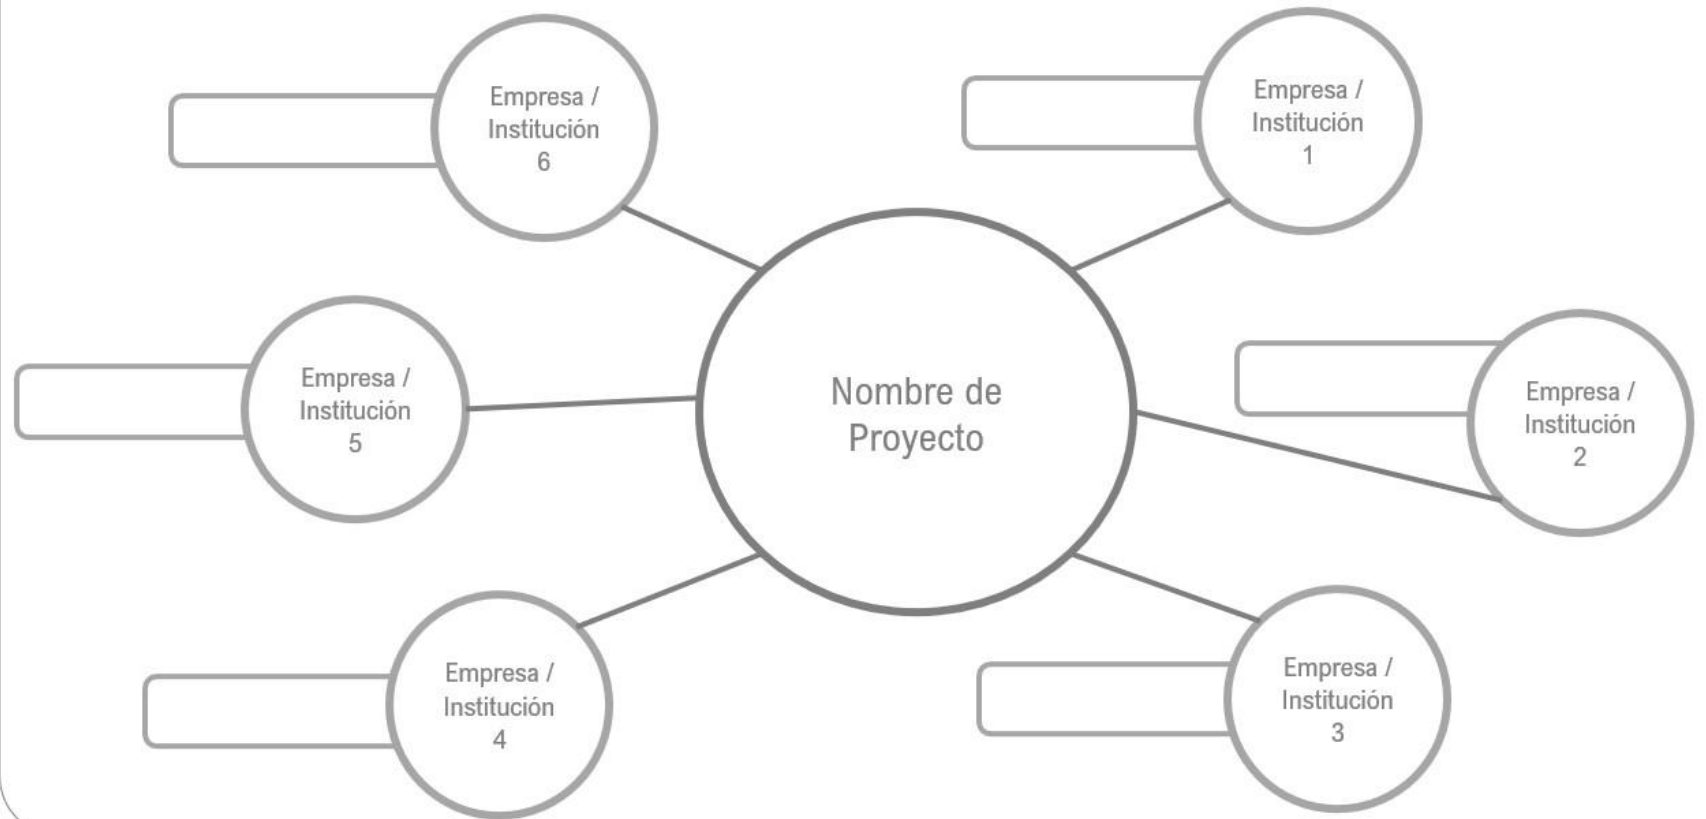 Empresa /
Institución
6
Empresa /
Institución
1
Empresa /
Institución
5
Nombre de
Proyecto
Empresa /
Institución
2
Empresa /
Institución
4
Empresa /
Institución
3